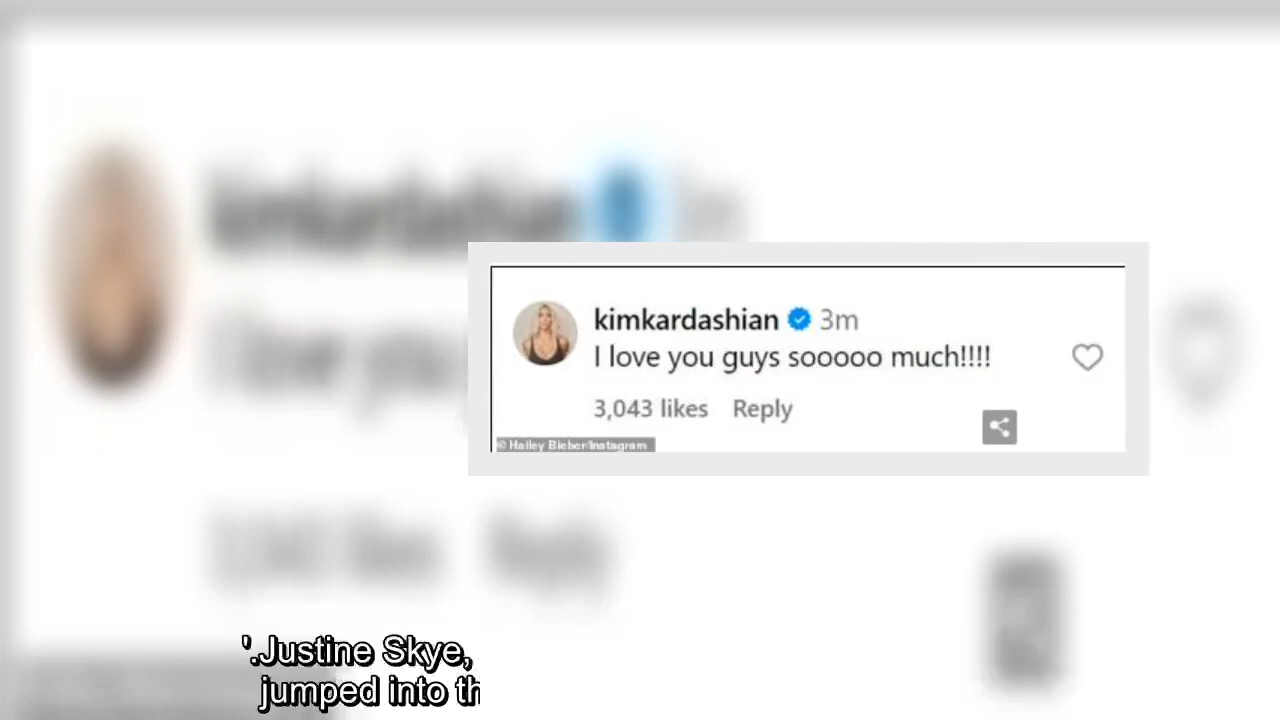 kimkardashian 3m
I love you guys sooooo much!!!!
3,043 likes Reply
© Hailey Bieber/Instagram
'.Justine Skye,
jumped into th